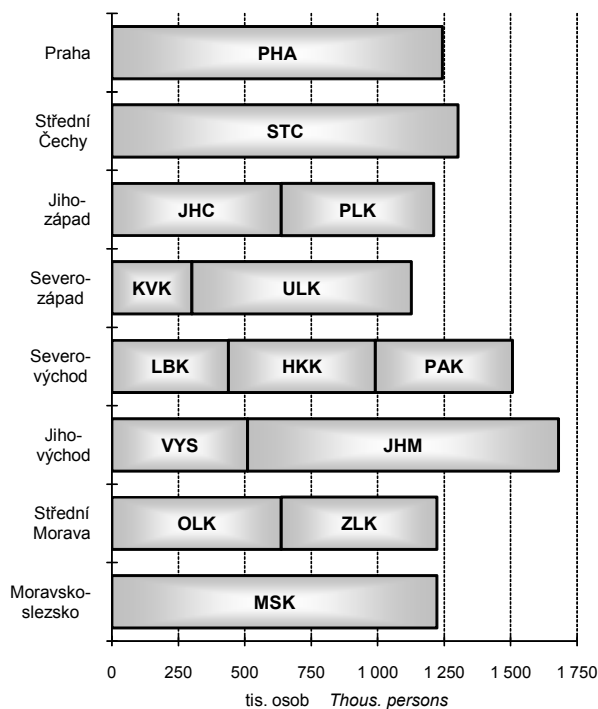 Praha
PHA
Střední
Čechy
STC
Jiho-
západ
JHC PLK
Severo-
západ
KVK ULK
Severo-
východ
LBK HKK PAK
Jiho-
východ
VYS JHM
Střední
Morava
OLK ZLK
Moravsko-
slezsko
MSK
0 250 500 750 1 000 1 250 1 500 1 750
tis. osob Thous. persons